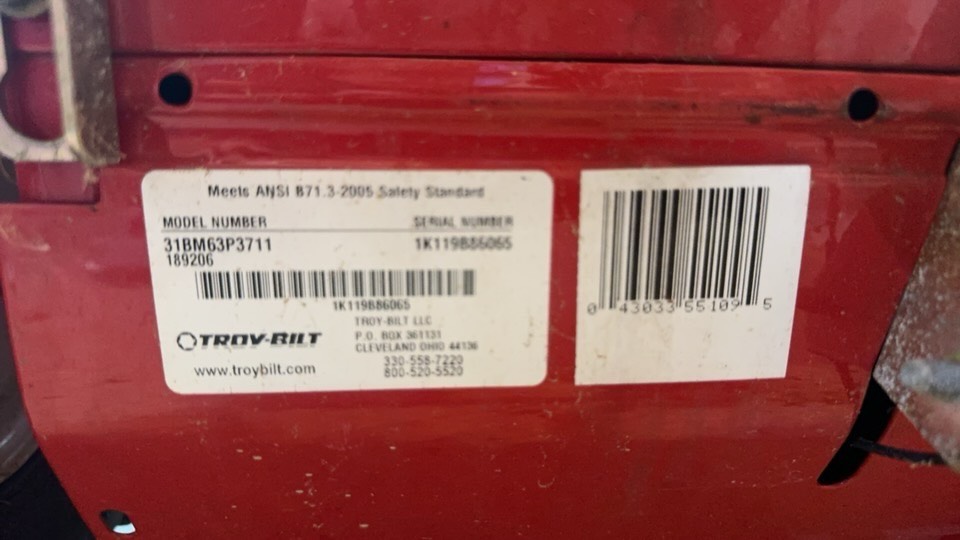 Meets ANSI B71.3-2005 Safety Standard
MODEL NUMBER SERIAL NUMBER
31BM63P3711 1K119B86065
189206
1K119B86065
TROY-BILT LLC
P.O. BOX 361131
CLEVELAND OHIO 44136
330-558-7220
800-520-5520
TROY-BILT
www.troybilt.com
0 43033 55109 5